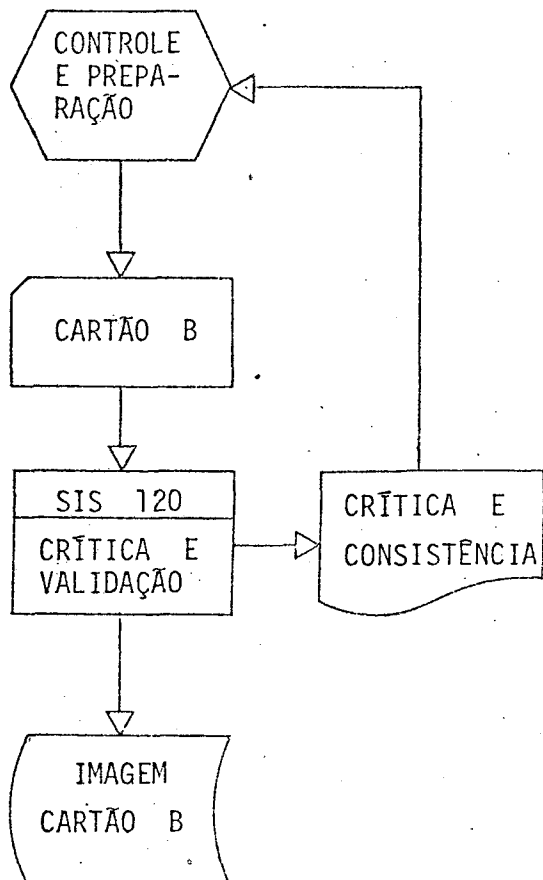 CONTROLE
E PREPA-
RAÇÃO
CARTÃO B
SIS 120
CRÍTICA E
VALIDAÇÃO
CRÍTICA E
CONSISTÊNCIA
IMAGEM
CARTÃO B